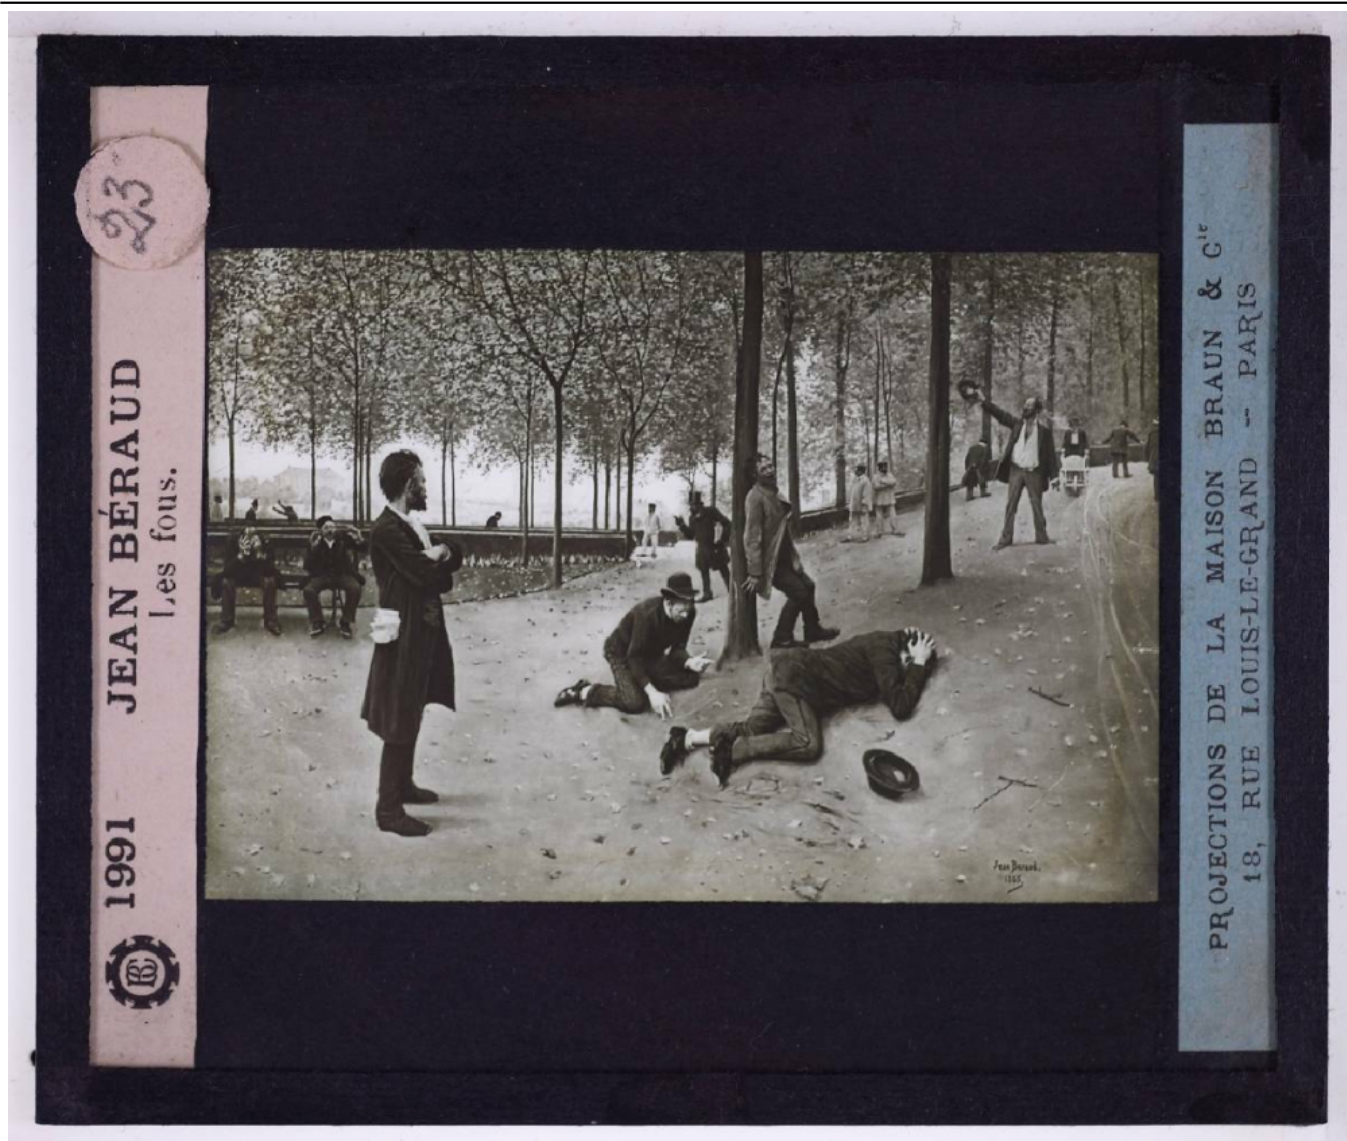 23
1991 JEAN BÉRAUD
Les fous.
BC
Jean Béraud.
PROJECTIONS DE LA MAISON BRAUN & Cie
18, RUE LOUIS-LE-GRAND -- PARIS